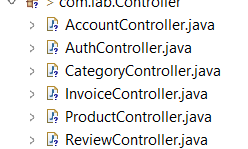 > com.lab.Controller
> AccountController.java
> AuthController.java
> CategoryController.java
> InvoiceController.java
> ProductController.java
> ReviewController.java